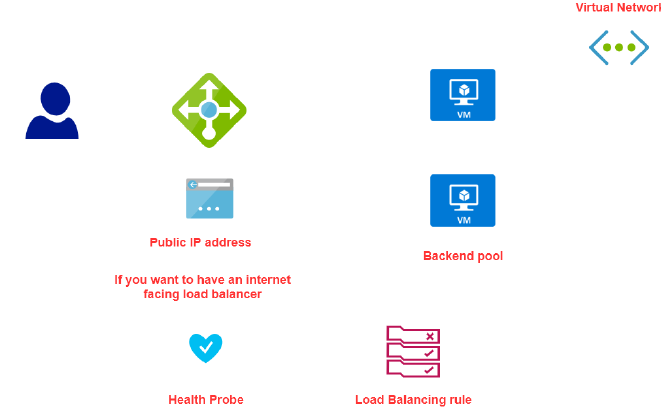 Virtual Network
VM
VM
Public IP address
Backend pool
If you want to have an internet
facing load balancer
Health Probe
Load Balancing rule